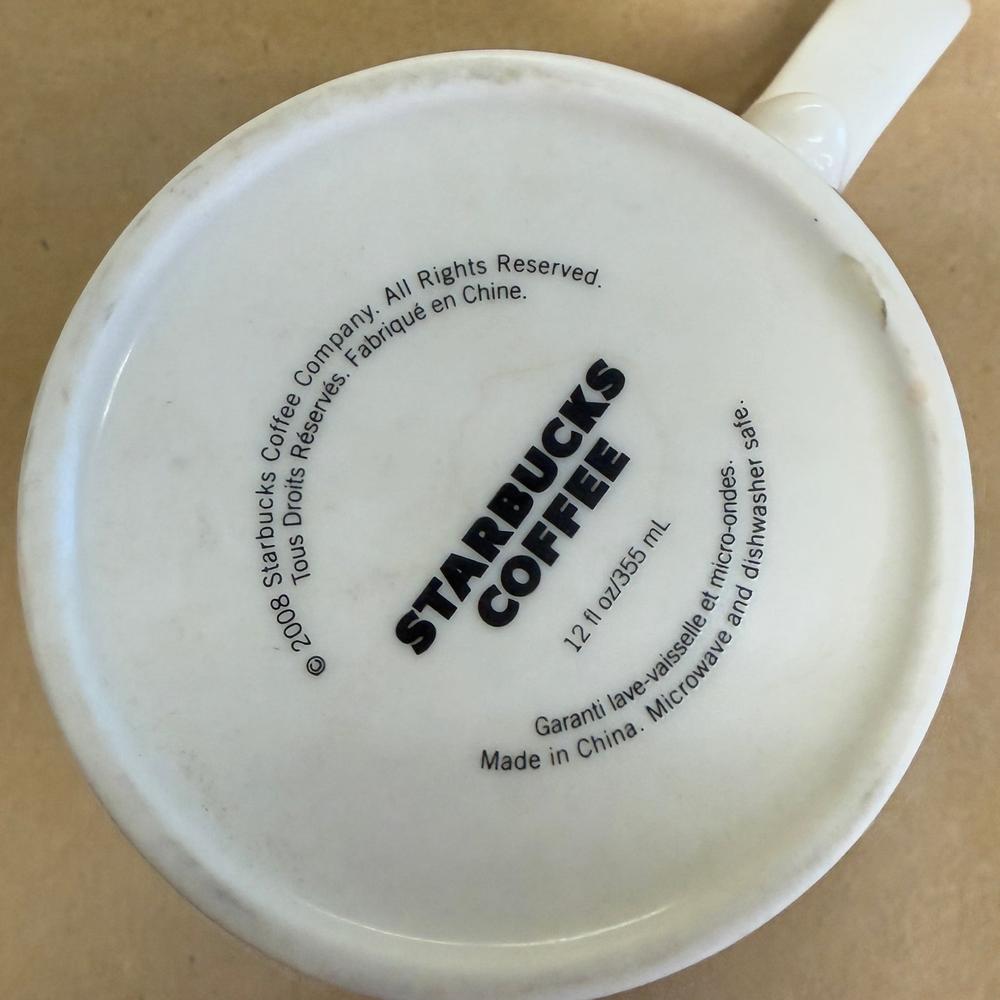 © 2008 Starbucks Coffee Company. All Rights Reserved.
Tous Droits Réservés. Fabriqué en Chine.
STARBUCKS
COFFEE
12 fl oz/355 mL
Garanti lave-vaisselle et micro-ondes.
Made in China. Microwave and dishwasher safe.